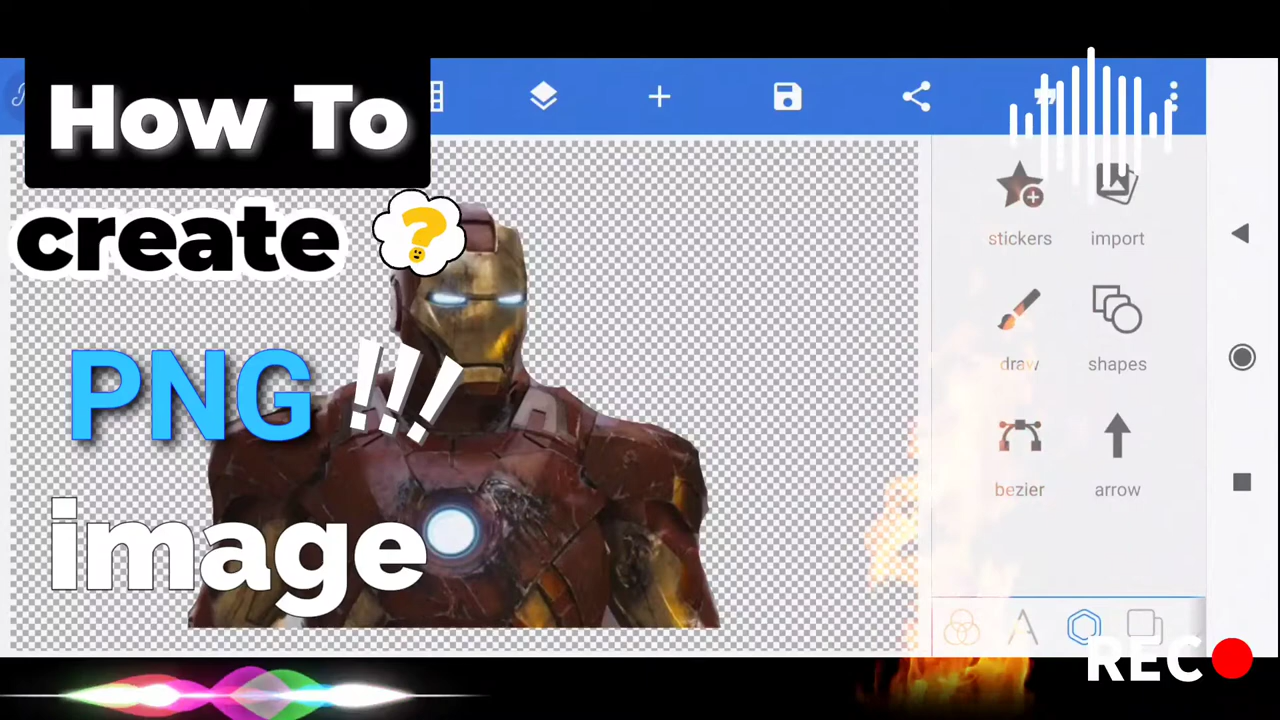 How To
create
PNG !!!
image
stickers import
draw shapes
bezier arrow
REC